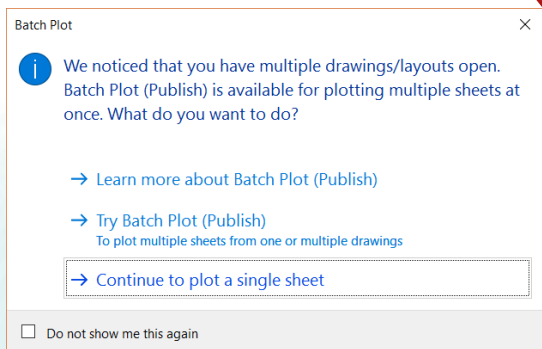 Batch Plot
We noticed that you have multiple drawings/layouts open.
Batch Plot (Publish) is available for plotting multiple sheets at
once. What do you want to do?
Learn more about Batch Plot (Publish)
Try Batch Plot (Publish)
To plot multiple sheets from one or multiple drawings
Continue to plot a single sheet
Do not show me this again